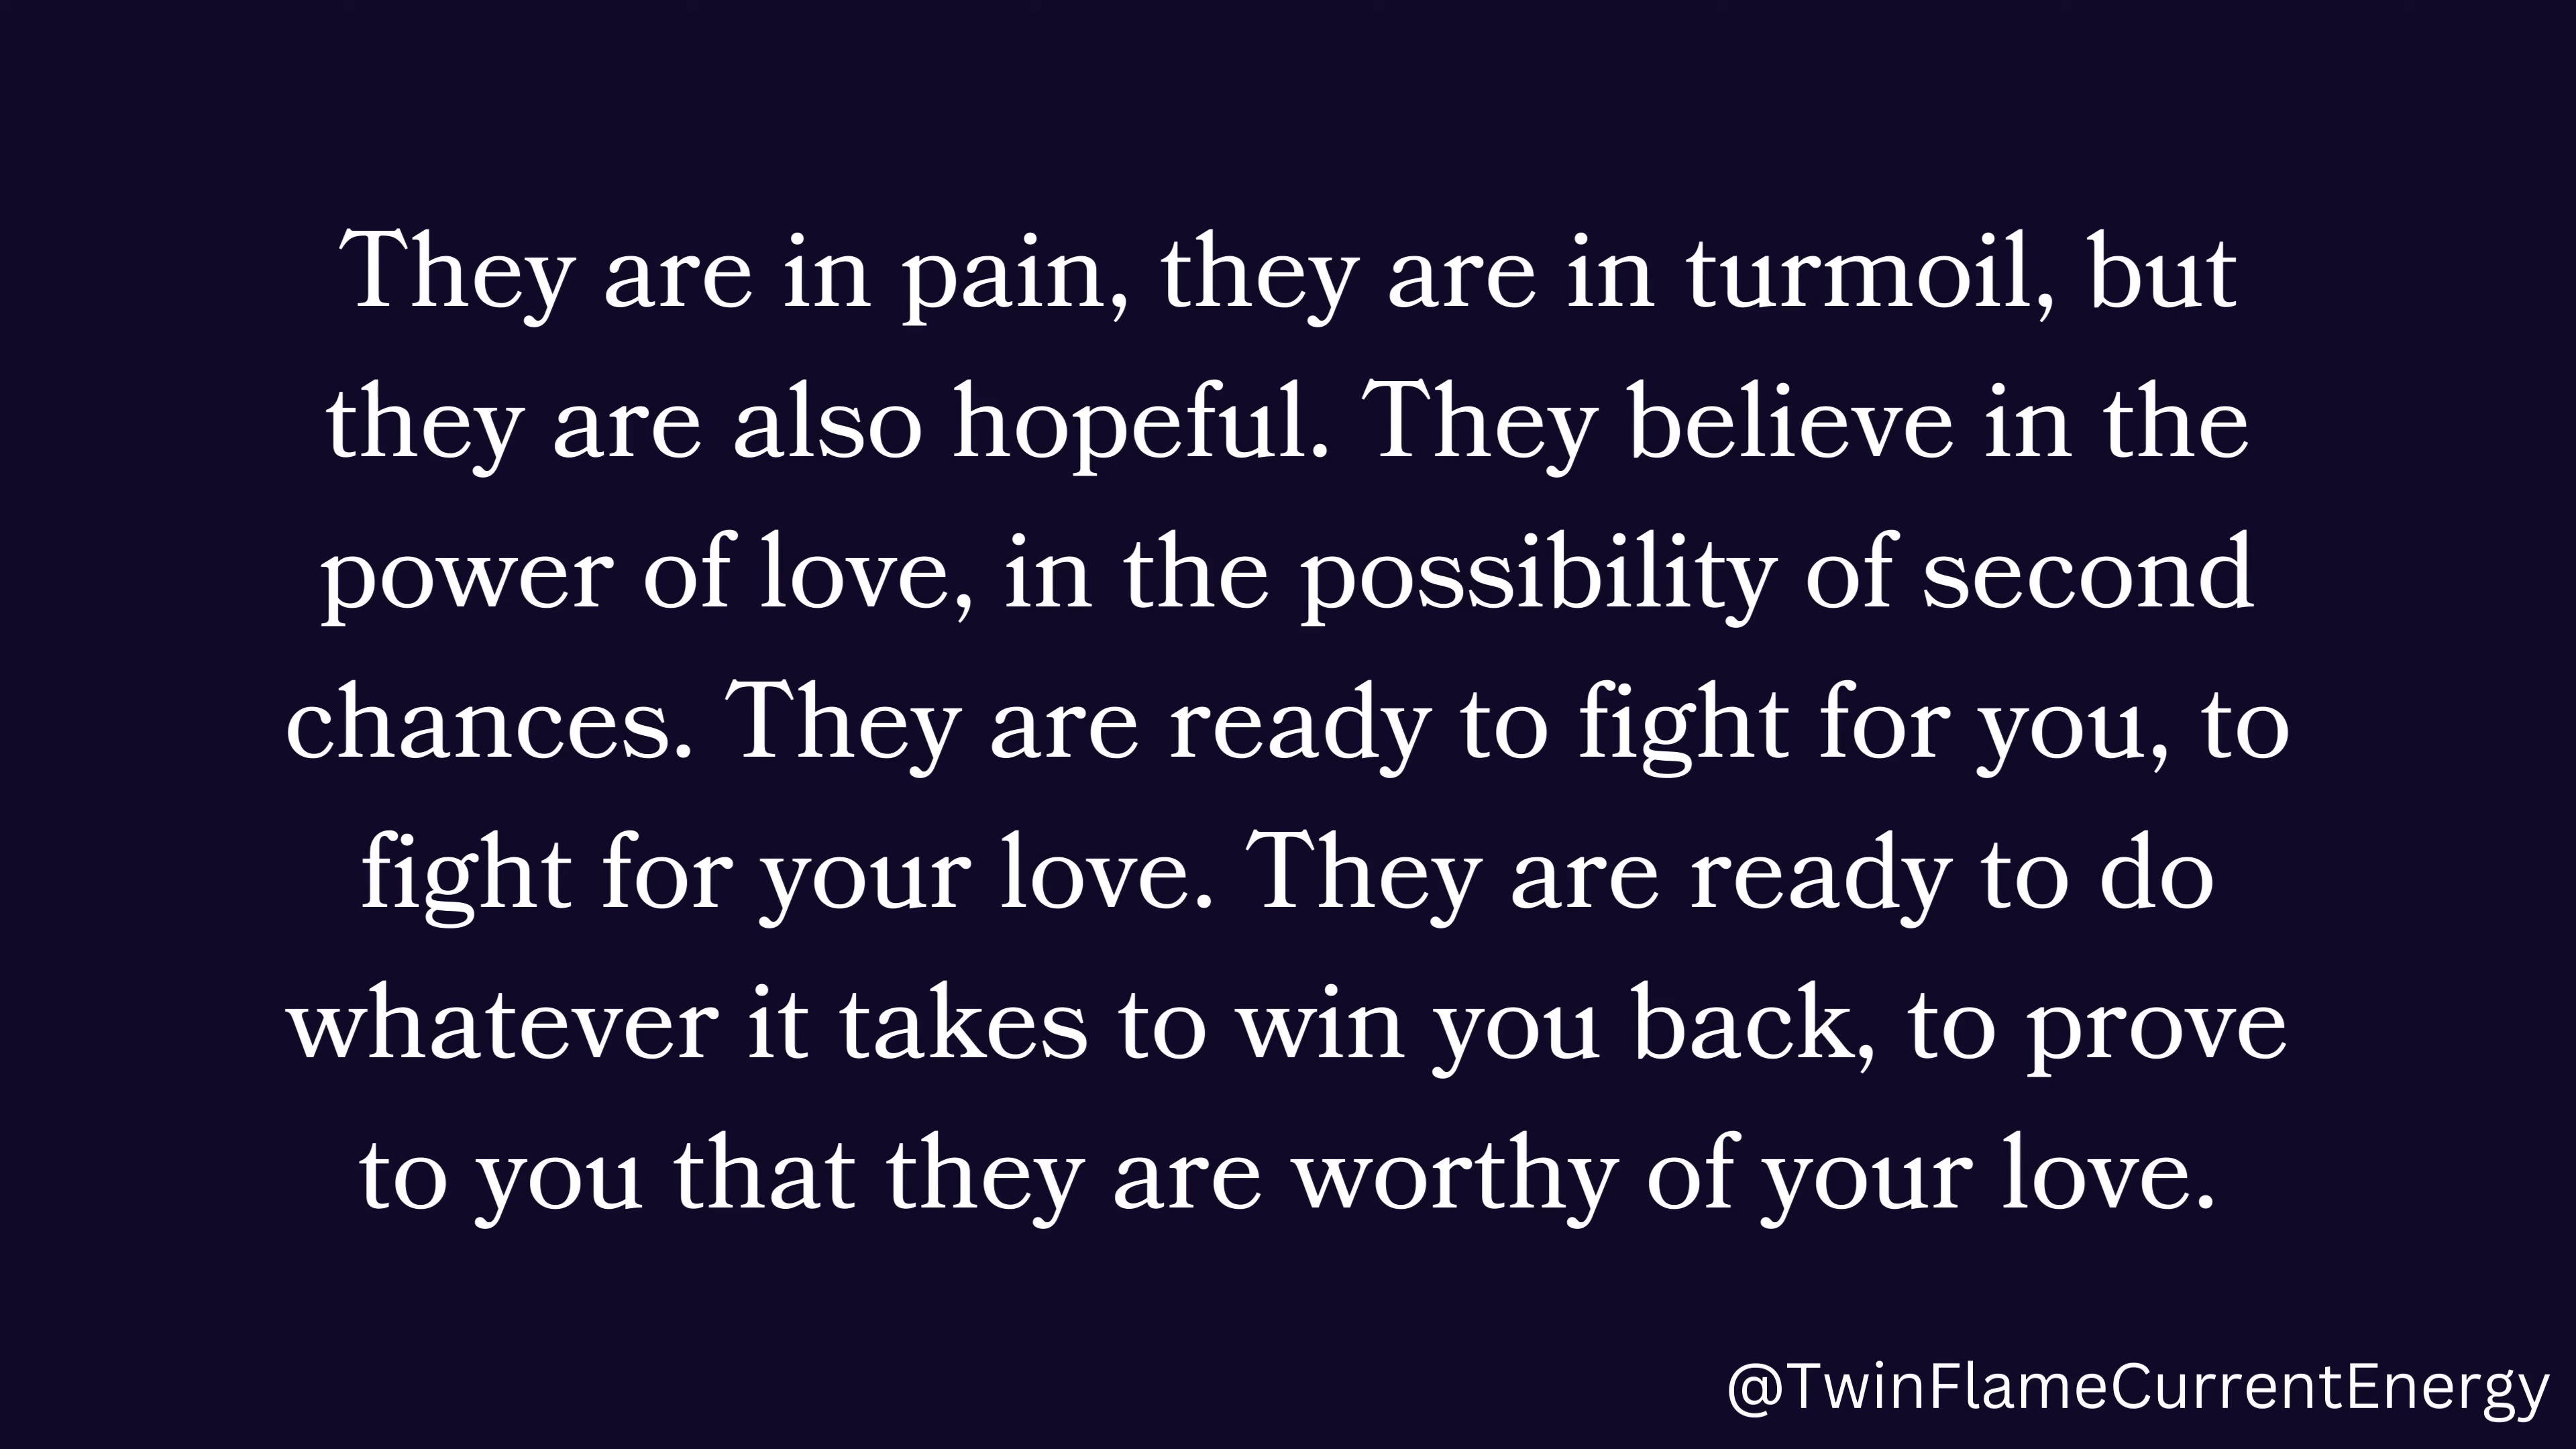 They are in pain, they are in turmoil, but
they are also hopeful. They believe in the
power of love, in the possibility of second
chances. They are ready to fight for you, to
fight for your love. They are ready to do
whatever it takes to win you back, to prove
to you that they are worthy of your love.
@TwinFlameCurrentEnergy